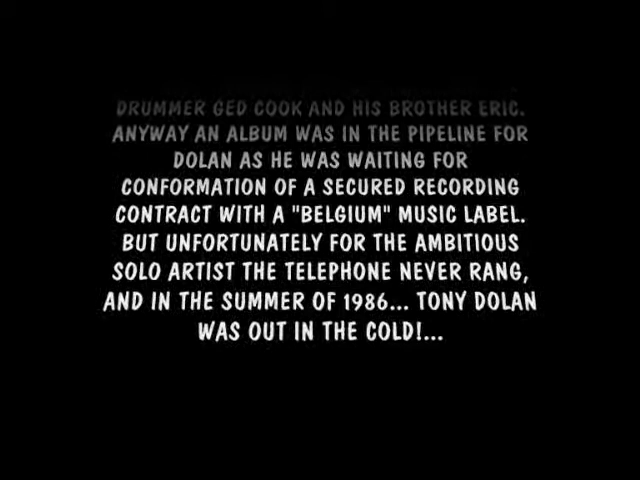 DRUMMER GED COOK AND HIS BROTHER ERIC.
ANYWAY AN ALBUM WAS IN THE PIPELINE FOR
DOLAN AS HE WAS WAITING FOR
CONFORMATION OF A SECURED RECORDING
CONTRACT WITH A "BELGIUM" MUSIC LABEL.
BUT UNFORTUNATELY FOR THE AMBITIOUS
SOLO ARTIST THE TELEPHONE NEVER RANG,
AND IN THE SUMMER OF 1986... TONY DOLAN
WAS OUT IN THE COLD!...